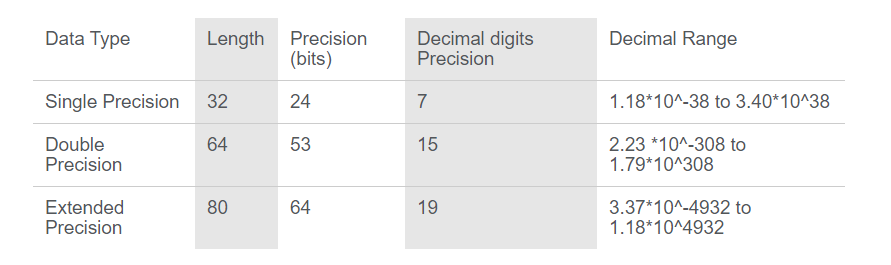 Data Type Length Precision (bits) Decimal digits Precision Decimal Range
Single Precision 32 24 7 1.18*10^-38 to 3.40*10^38
Double Precision 64 53 15 2.23 *10^-308 to 1.79*10^308
Extended Precision 80 64 19 3.37*10^-4932 to 1.18*10^4932